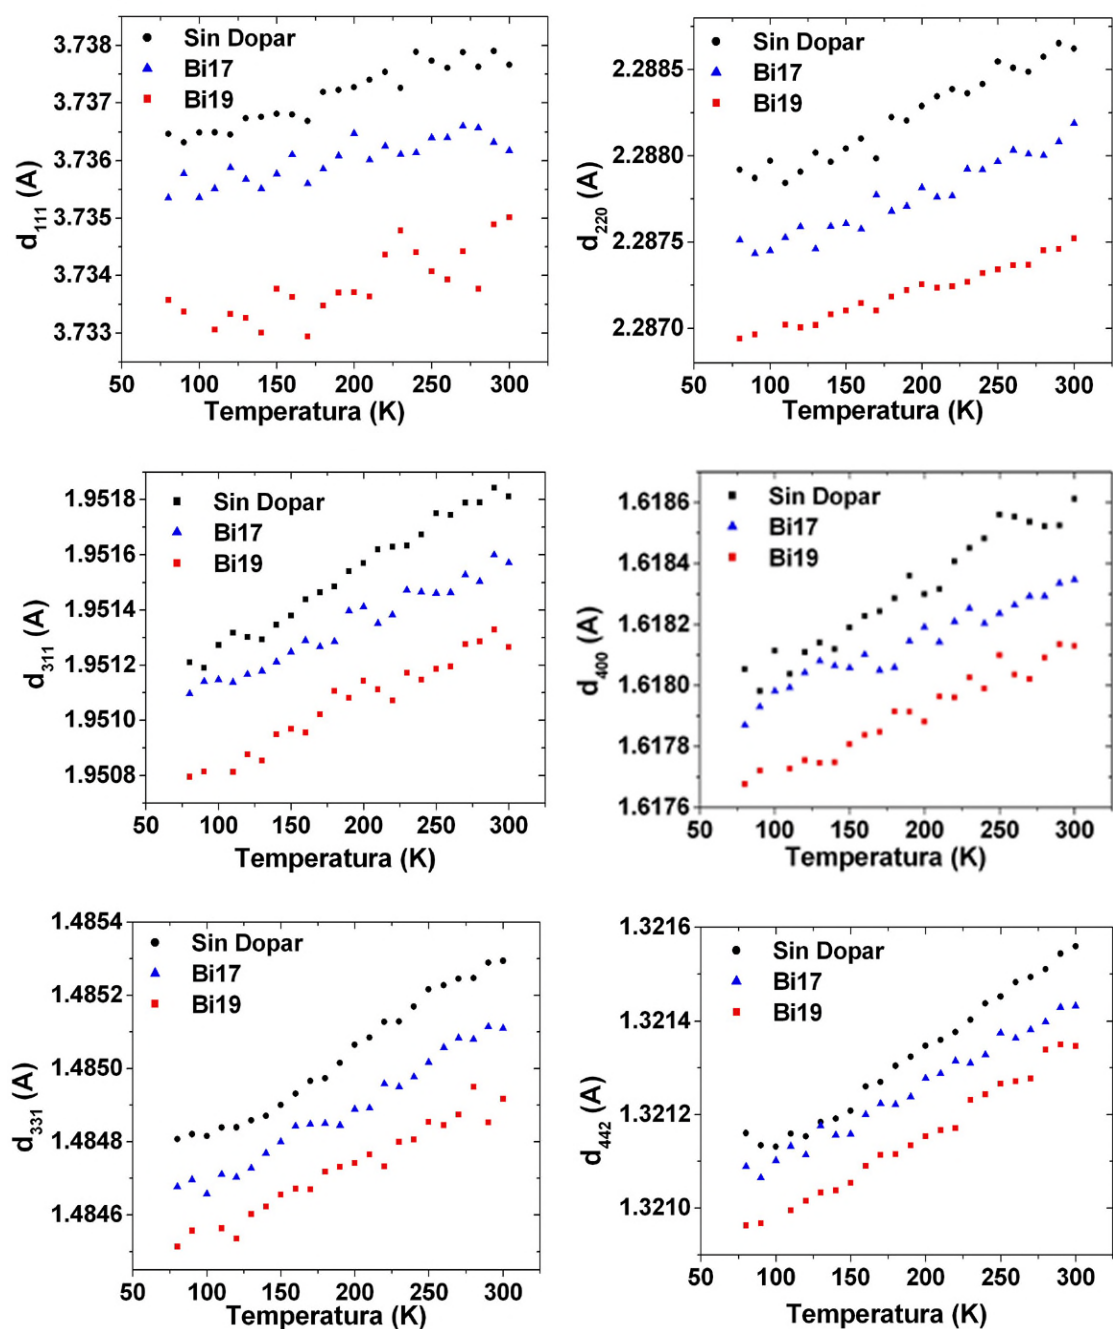 3.738
3.737
3.736
3.735
3.734
3.733
d111 (A)
Sin Dopar
Bi17
Bi19
50 100 150 200 250 300
Temperatura (K)
2.2885
2.2880
2.2875
2.2870
d220 (A)
Sin Dopar
Bi17
Bi19
50 100 150 200 250 300
Temperatura (K)
1.9518
1.9516
1.9514
1.9512
1.9510
1.9508
d311 (A)
Sin Dopar
Bi17
Bi19
50 100 150 200 250 300
Temperatura (K)
1.6186
1.6184
1.6182
1.6180
1.6178
1.6176
d400 (A)
Sin Dopar
Bi17
Bi19
50 100 150 200 250 300
Temperatura (K)
1.4854
1.4852
1.4850
1.4848
1.4846
d331 (A)
Sin Dopar
Bi17
Bi19
50 100 150 200 250 300
Temperatura (K)
1.3216
1.3214
1.3212
1.3210
d442 (A)
Sin Dopar
Bi17
Bi19
50 100 150 200 250 300
Temperatura (K)